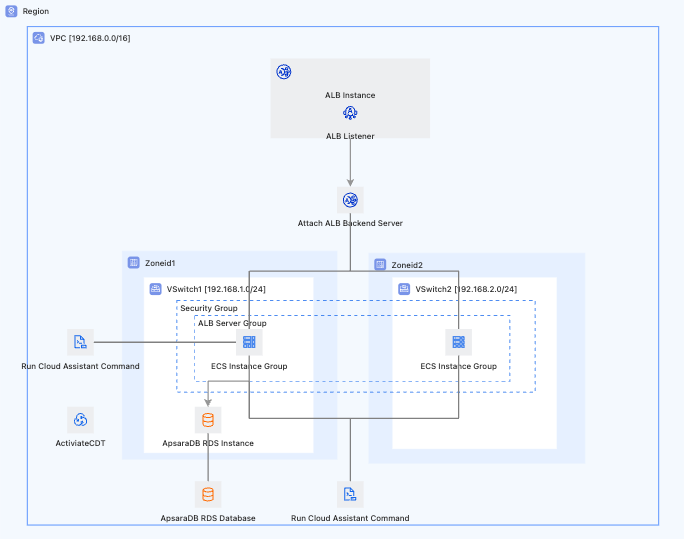 Region
VPC [192.168.0.0/16]
ALB Instance
ALB Listener
Attach ALB Backend Server
Zoneid1
Zoneid2
VSwitch1 [192.168.1.0/24]
VSwitch2 [192.168.2.0/24]
Security Group
ALB Server Group
Run Cloud Assistant Command
ECS Instance Group
ECS Instance Group
ActiviateCDT
ApsaraDB RDS Instance
ApsaraDB RDS Database
Run Cloud Assistant Command